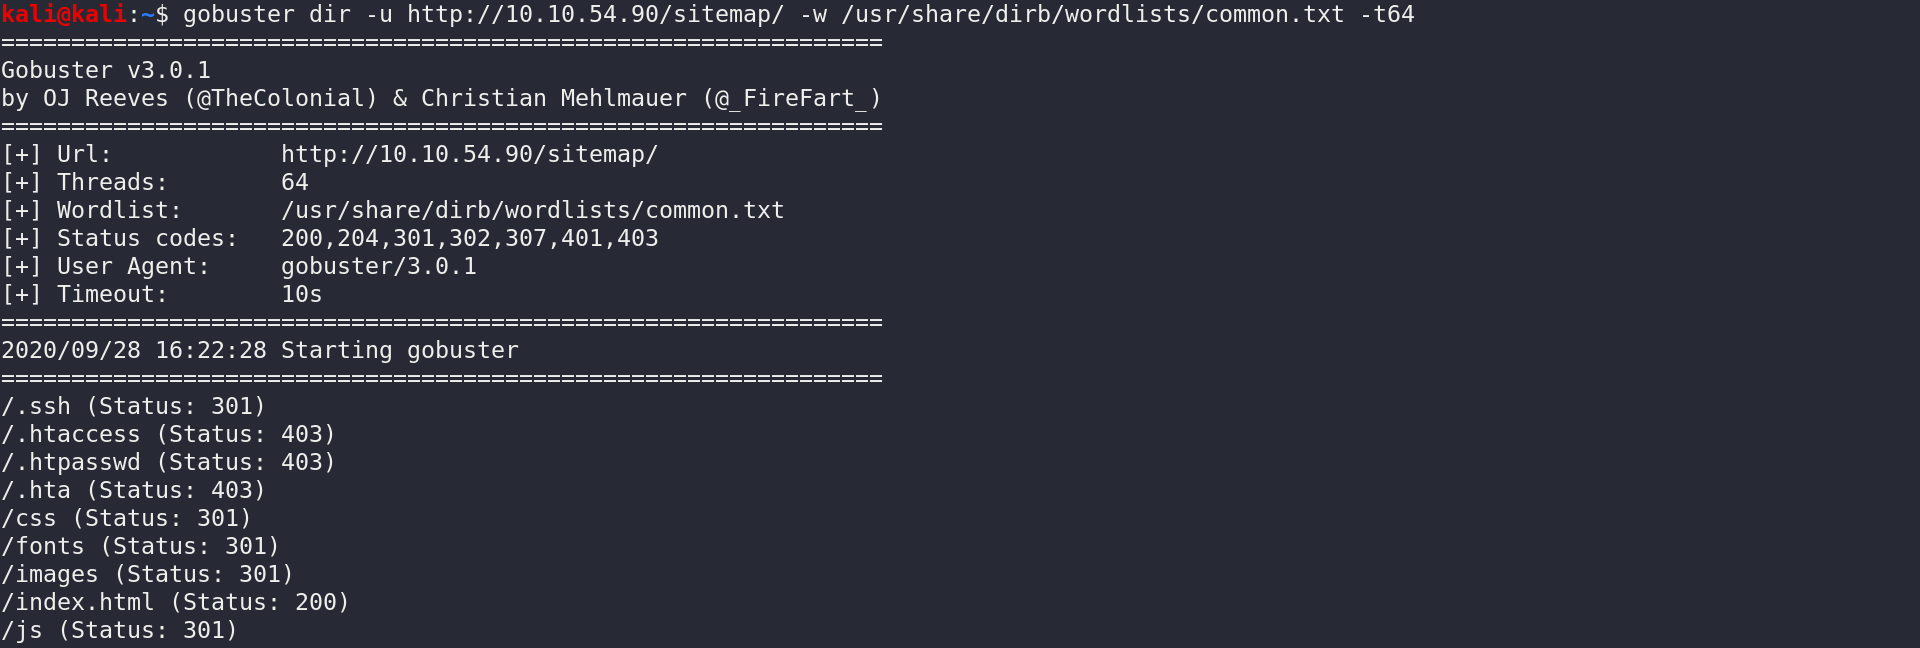 kali@kali:~$ gobuster dir -u http://10.10.54.90/sitemap/ -w /usr/share/dirb/wordlists/common.txt -t64
===============================================================
Gobuster v3.0.1
by OJ Reeves (@TheColonial) & Christian Mehlmauer (@_FireFart_)
===============================================================
[+] Url:            http://10.10.54.90/sitemap/
[+] Threads:        64
[+] Wordlist:       /usr/share/dirb/wordlists/common.txt
[+] Status codes:   200,204,301,302,307,401,403
[+] User Agent:     gobuster/3.0.1
[+] Timeout:        10s
===============================================================
2020/09/28 16:22:28 Starting gobuster
===============================================================
/.ssh (Status: 301)
/.htaccess (Status: 403)
/.htpasswd (Status: 403)
/.hta (Status: 403)
/css (Status: 301)
/fonts (Status: 301)
/images (Status: 301)
/index.html (Status: 200)
/js (Status: 301)